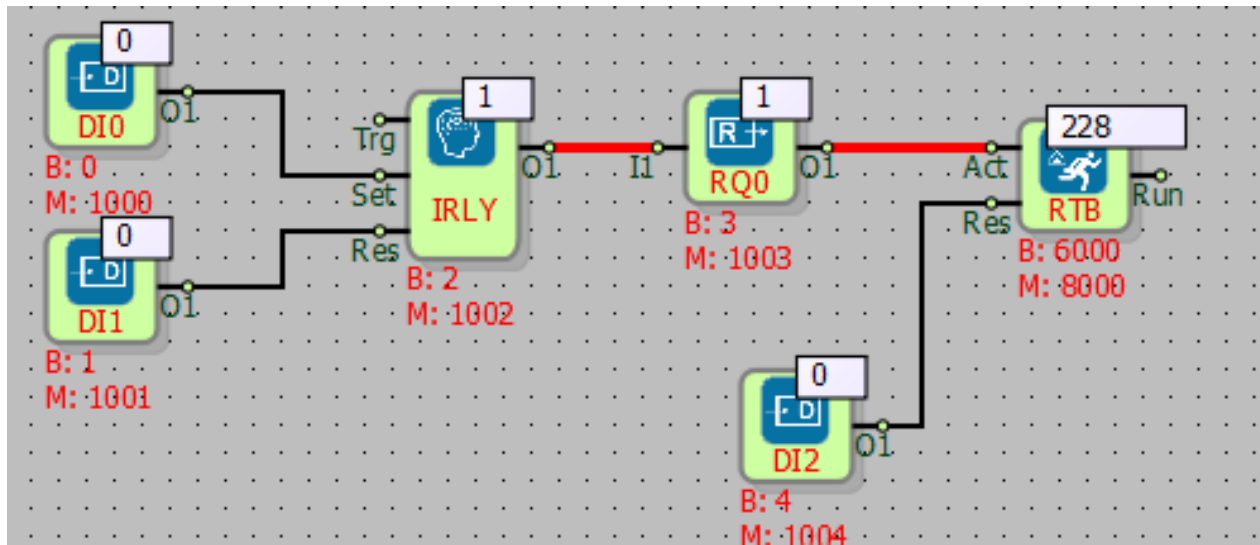 0
D
O1
DI0
B: 0
M: 1000
0
D
O1
DI1
B: 1
M: 1001
1
Trg
Set
Res
O1
IRLY
B: 2
M: 1002
1
I1
R
O1
RQ0
B: 3
M: 1003
228
Act
Res
Run
RTB
B: 6000
M: 8000
0
D
O1
DI2
B: 4
M: 1004